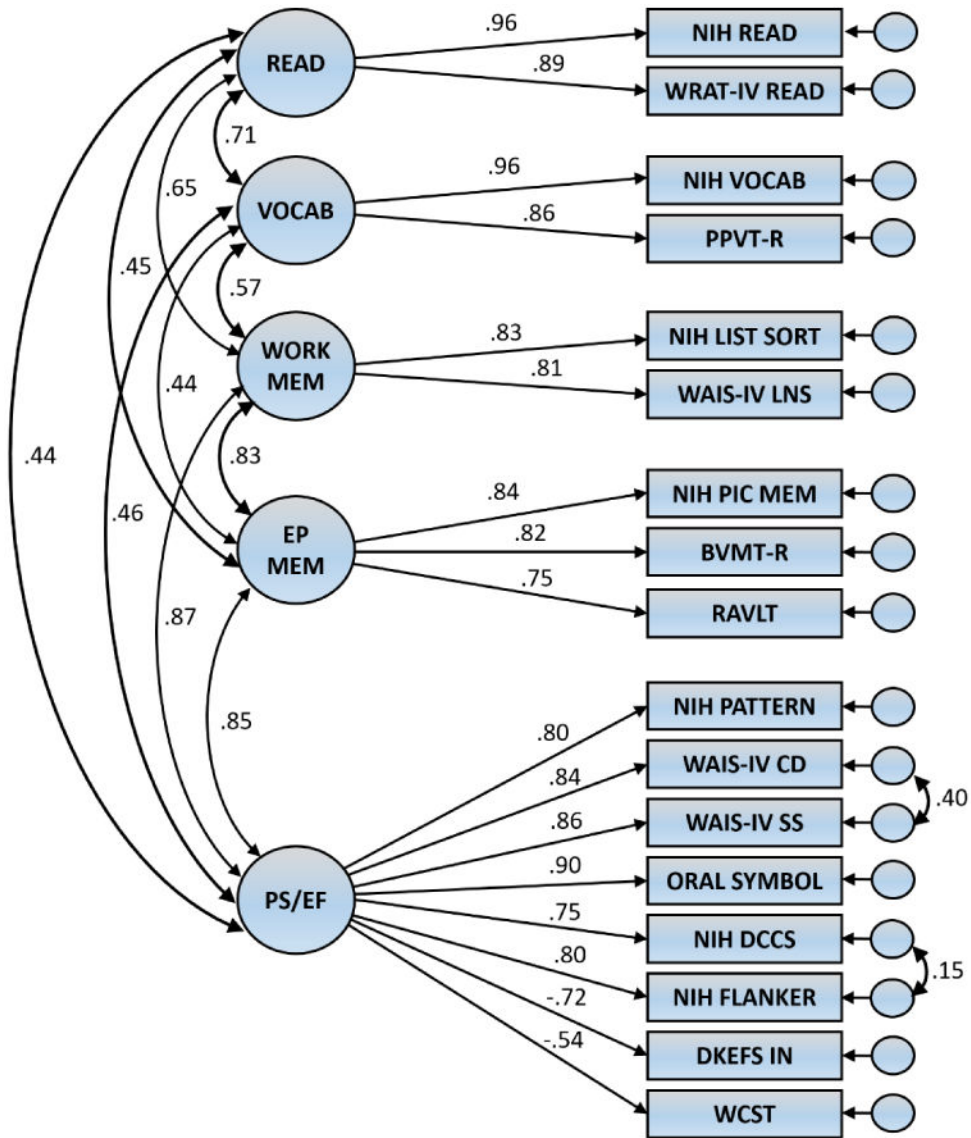 READ
.96
NIH READ
.89
WRAT-IV READ
.71
.65
VOCAB
.96
NIH VOCAB
.86
PPVT-R
.45
.57
WORK
MEM
.83
NIH LIST SORT
.81
WAIS-IV LNS
.44
.44
.83
.46
EP
MEM
.84
NIH PIC MEM
.82
BVMT-R
.75
RAVLT
.87
.85
PS/EF
.80
NIH PATTERN
.84
WAIS-IV CD
.40
.86
WAIS-IV SS
.90
ORAL SYMBOL
.75
NIH DCCS
.15
.80
NIH FLANKER
-.72
DKEFS IN
-.54
WCST